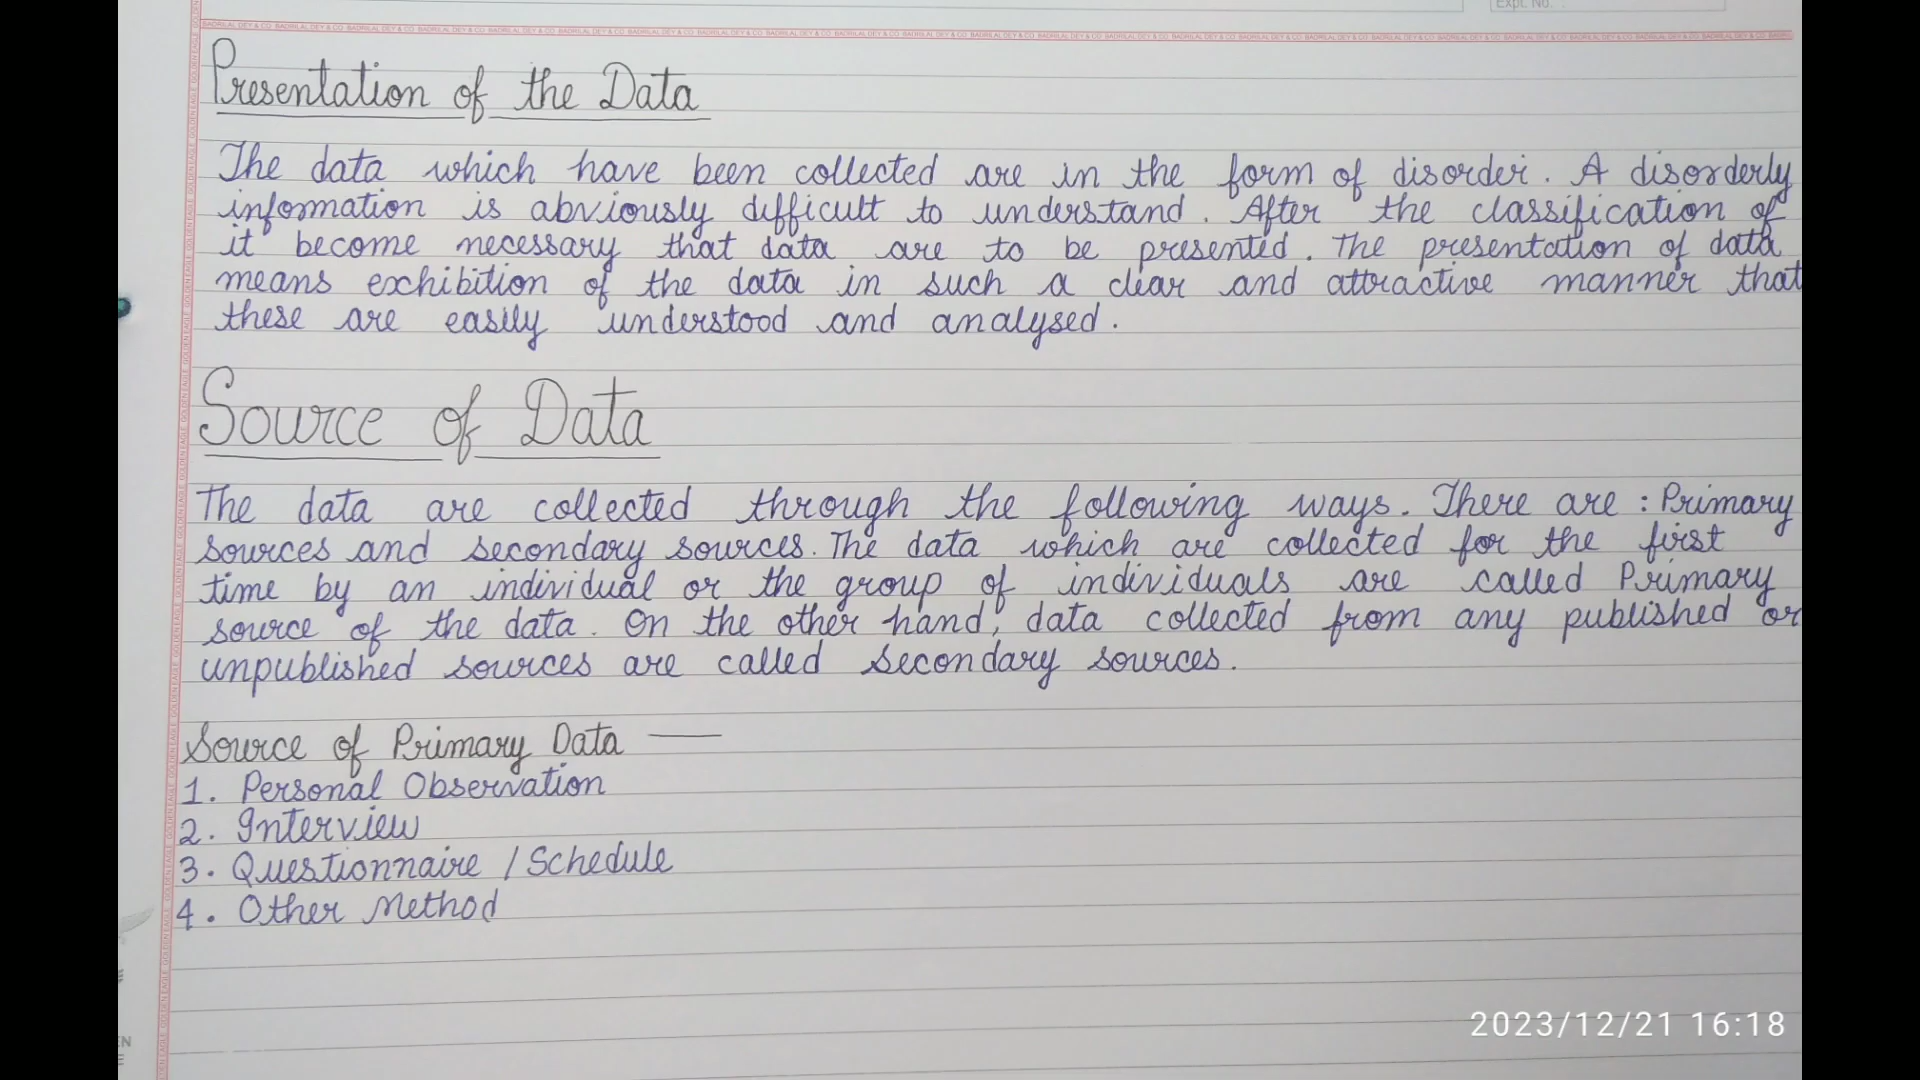 Expt. No.
Presentation of the Data
The data which have been collected are in the form of disorder. A disorderly
information is abviously difficult to understand. After the classification of
it become necessary that data are to be presented. The presentation of data
means exhibition of the data in such a clear and attractive manner that
these are easily understood and analysed.
Source of Data
The data are collected through the following ways. There are : Primary
sources and secondary sources. The data which are collected for the first
time by an individual or the group of individuals are called Primary
source of the data. On the other hand, data collected from any published or
unpublished sources are called secondary sources.
Source of Primary Data ——
1. Personal Observation
2. Interview
3. Questionnaire / Schedule
4. Other Method
2023/12/21 16:18